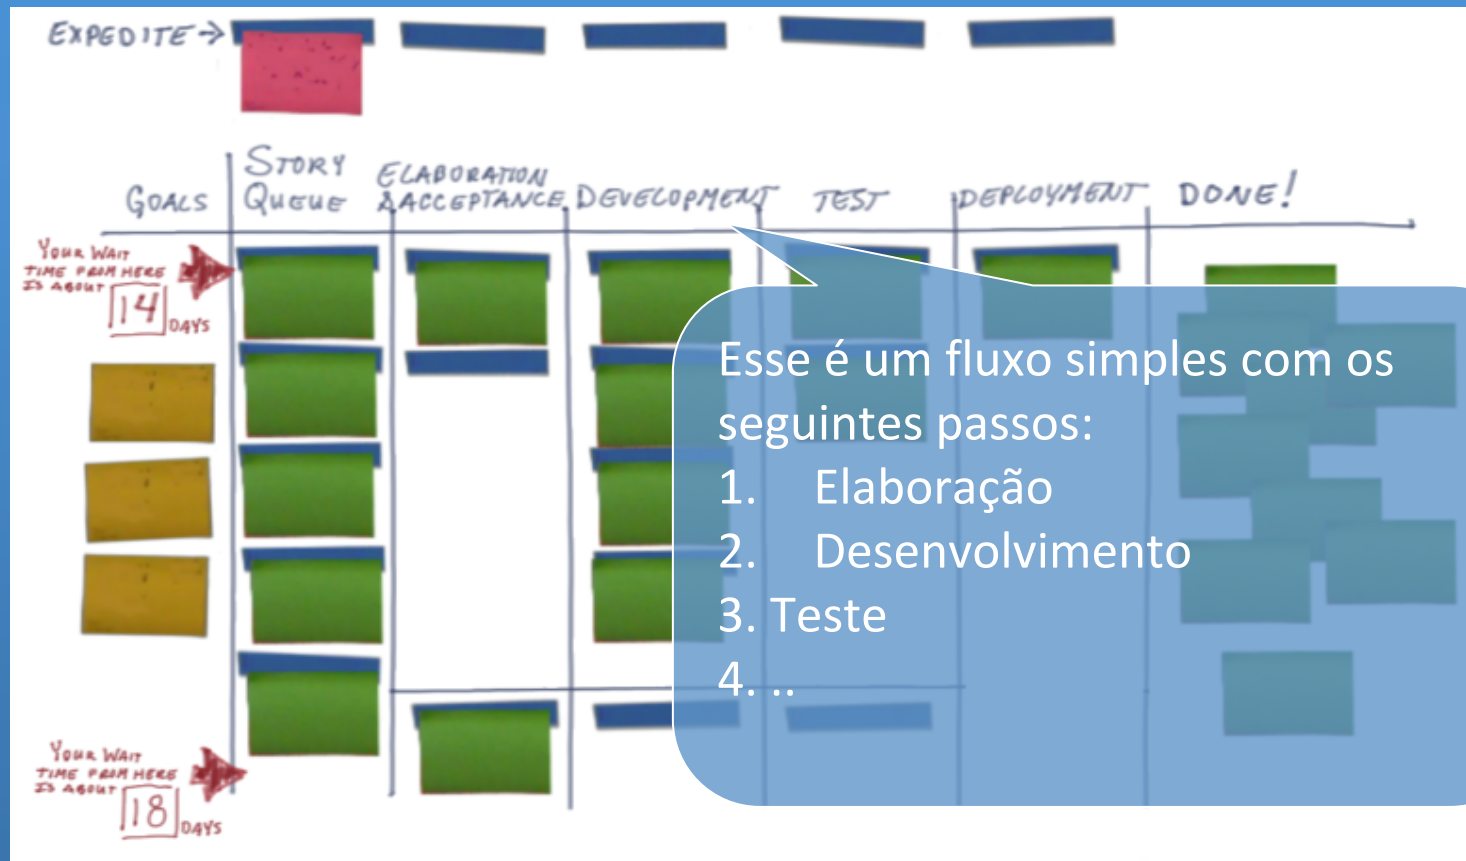 EXPEDITE →
STORY
QUEUE
ELABORATION
& ACCEPTANCE
GOALS
DEVELOPMENT
TEST
DEPLOYMENT
DONE!
YOUR WAIT
TIME FROM HERE
IS ABOUT
14
DAYS
Esse é um fluxo simples com os
seguintes passos:
1. Elaboração
2. Desenvolvimento
3. Teste
4. ..
YOUR WAIT
TIME FROM HERE
IS ABOUT
18
DAYS